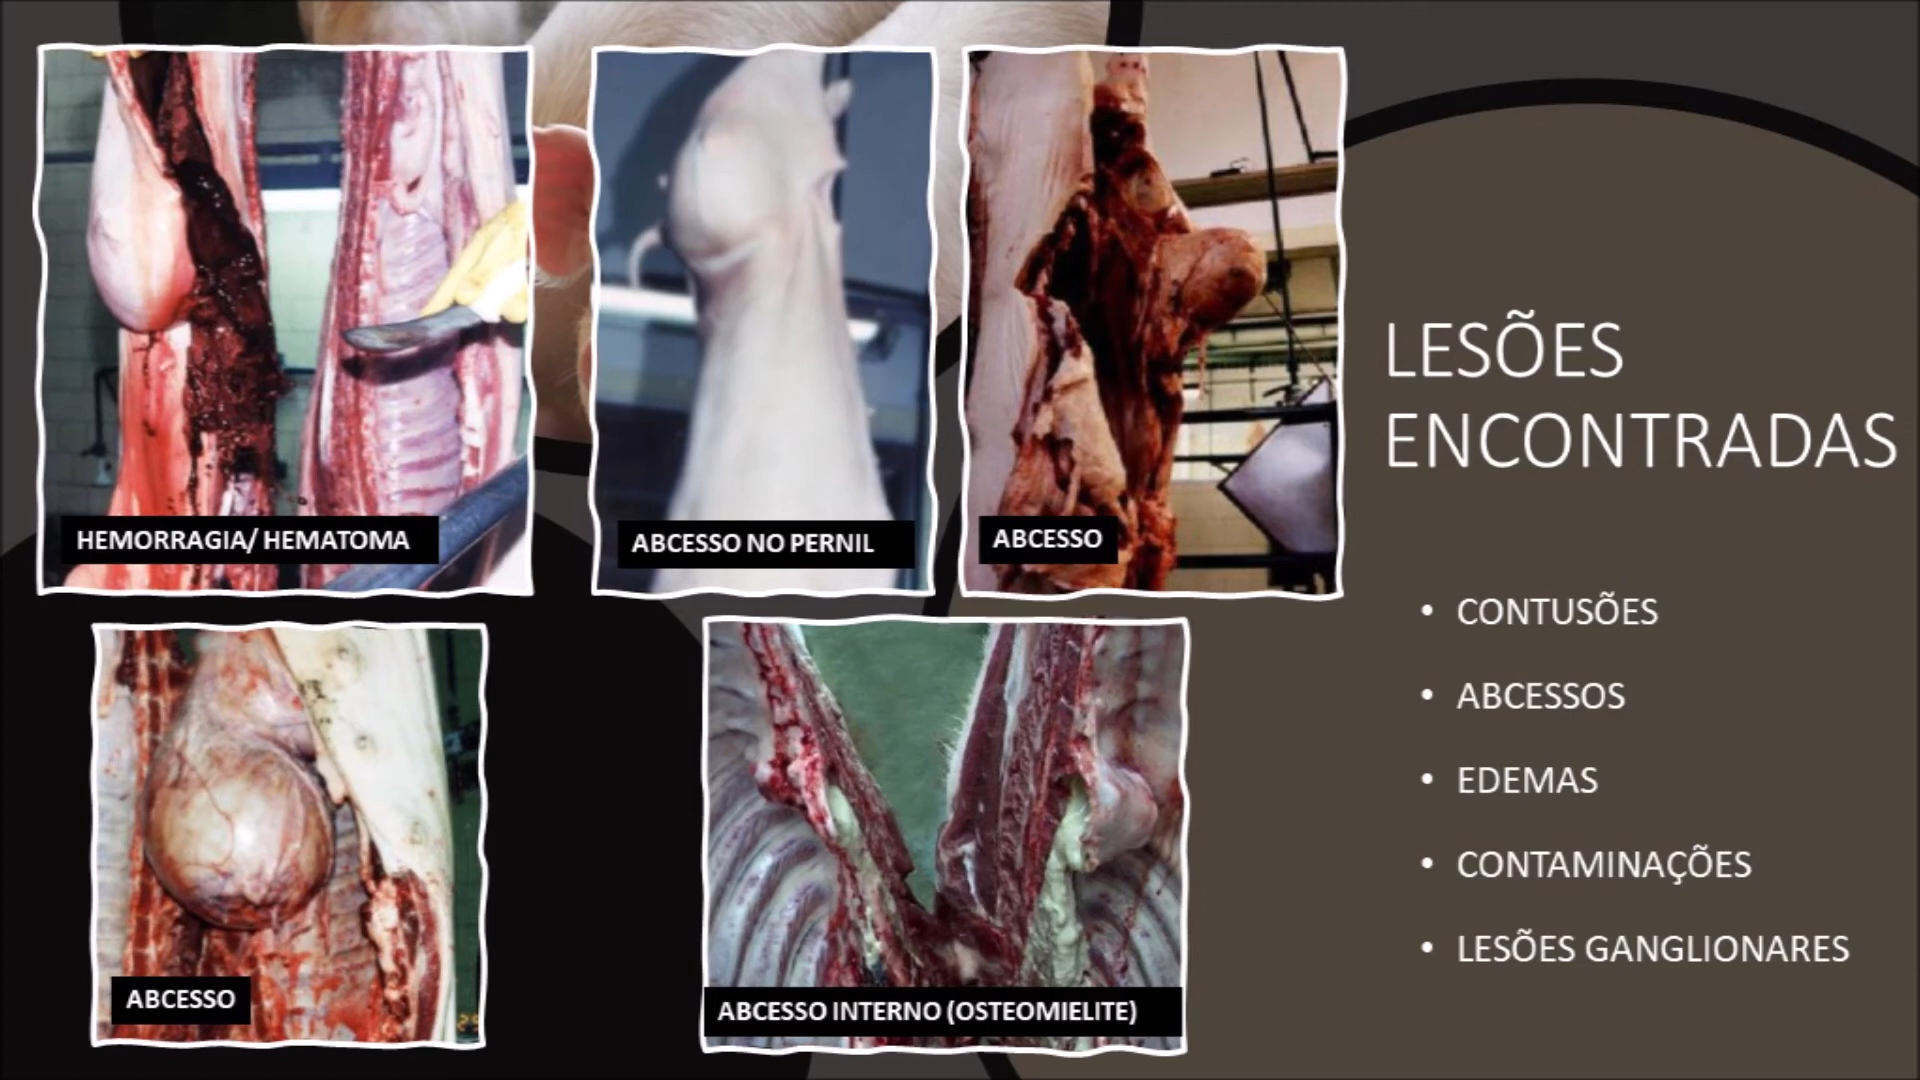 HEMORRAGIA/ HEMATOMA
ABCESSO NO PERNIL
ABCESSO
ABCESSO
ABCESSO INTERNO (OSTEOMIELITE)
LESÕES
ENCONTRADAS
• CONTUSÕES
• ABCESSOS
• EDEMAS
• CONTAMINAÇÕES
• LESÕES GANGLIONARES